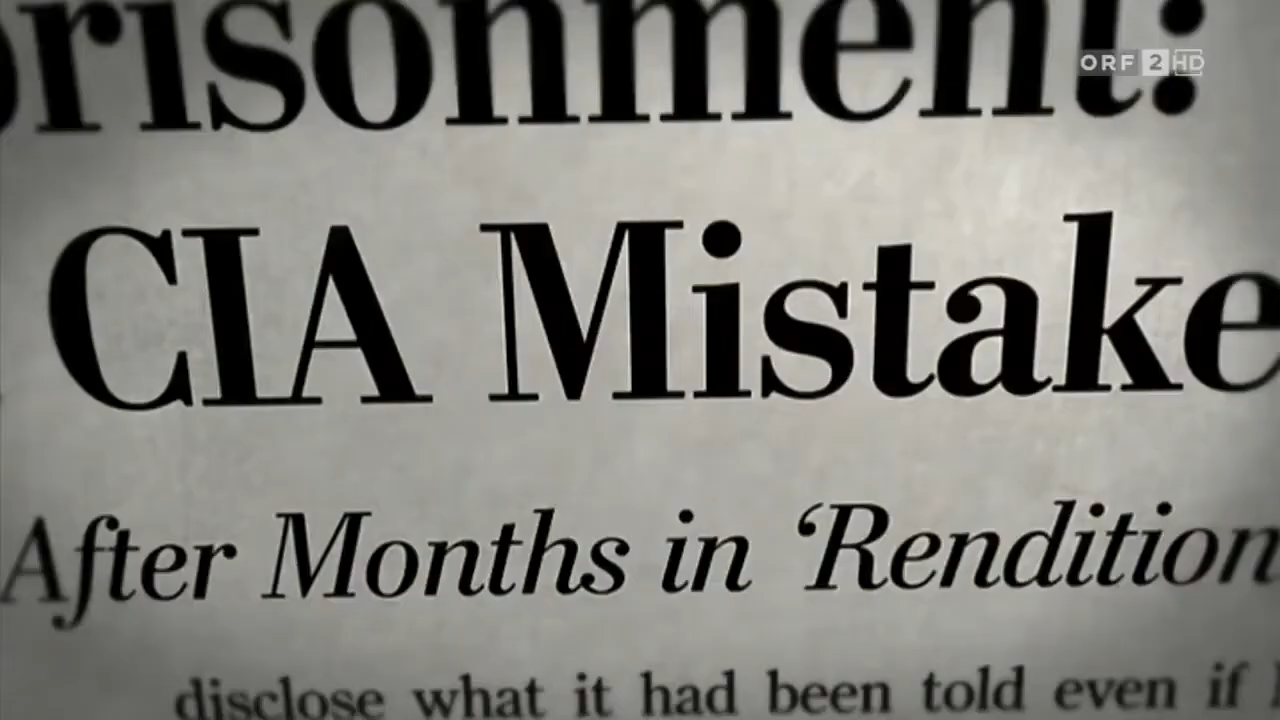 risonment:
ORF 2 HD
CIA Mistake
After Months in ‘Rendition
disclose what it had been told even if